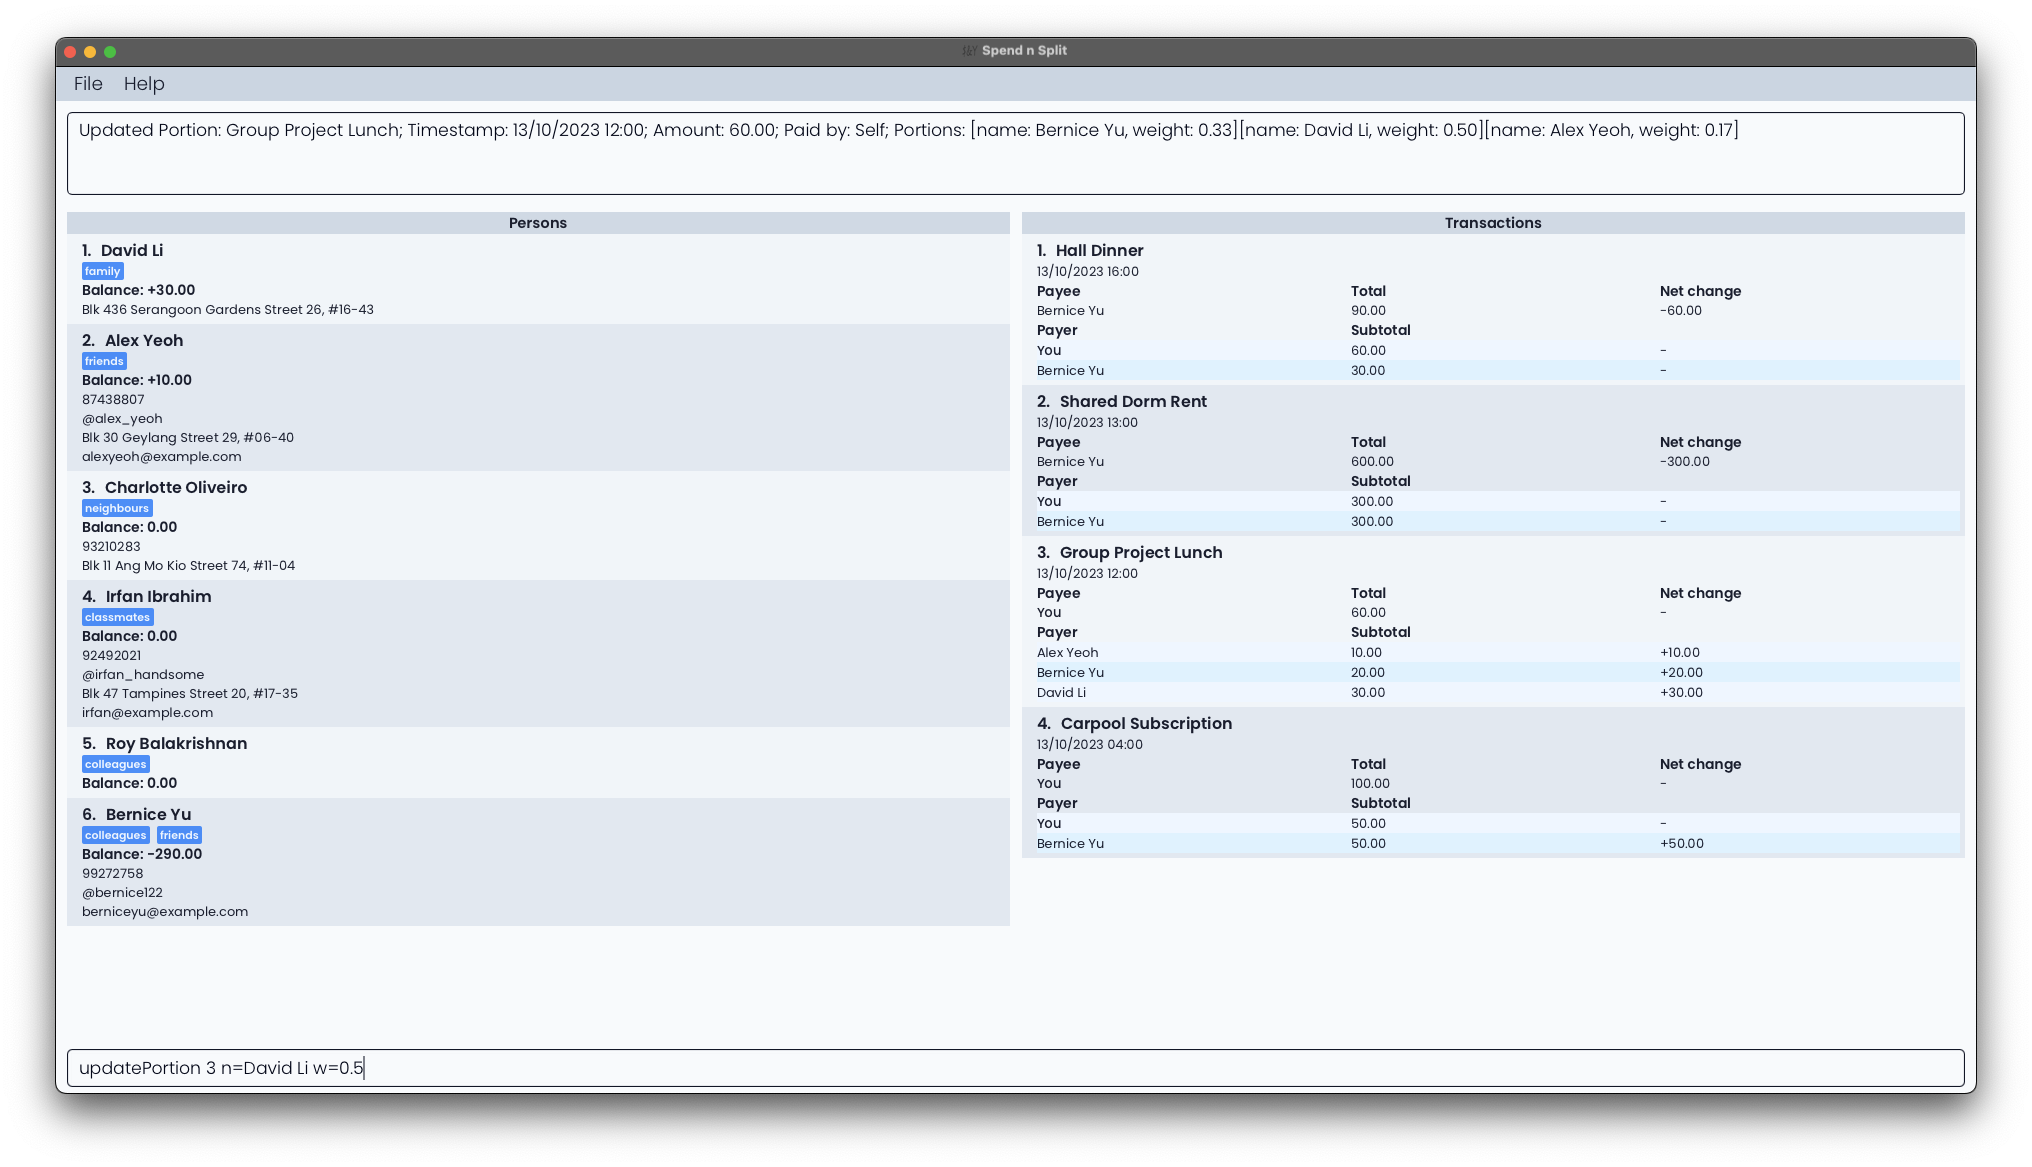 Spend n Split
File Help
Updated Portion: Group Project Lunch; Timestamp: 13/10/2023 12:00; Amount: 60.00; Paid by: Self; Portions: [name: Bernice Yu, weight: 0.33][name: David Li, weight: 0.50][name: Alex Yeoh, weight: 0.17]
Persons
1. David Li
family
Balance: +30.00
Blk 436 Serangoon Gardens Street 26, #16-43
2. Alex Yeoh
friends
Balance: +10.00
87438807
@alex_yeoh
Blk 30 Geylang Street 29, #06-40
alexyeoh@example.com
3. Charlotte Oliveiro
neighbours
Balance: 0.00
93210283
Blk 11 Ang Mo Kio Street 74, #11-04
4. Irfan Ibrahim
classmates
Balance: 0.00
92492021
@irfan_handsome
Blk 47 Tampines Street 20, #17-35
irfan@example.com
5. Roy Balakrishnan
colleagues
Balance: 0.00
6. Bernice Yu
colleagues friends
Balance: -290.00
99272758
@bernice122
berniceyu@example.com
Transactions
1. Hall Dinner
13/10/2023 16:00
Payee Total Net change
Bernice Yu 90.00 -60.00
Payer Subtotal
You 60.00 -
Bernice Yu 30.00 -
2. Shared Dorm Rent
13/10/2023 13:00
Payee Total Net change
Bernice Yu 600.00 -300.00
Payer Subtotal
You 300.00 -
Bernice Yu 300.00 -
3. Group Project Lunch
13/10/2023 12:00
Payee Total Net change
You 60.00 -
Payer Subtotal
Alex Yeoh 10.00 +10.00
Bernice Yu 20.00 +20.00
David Li 30.00 +30.00
4. Carpool Subscription
13/10/2023 04:00
Payee Total Net change
You 100.00 -
Payer Subtotal
You 50.00 -
Bernice Yu 50.00 +50.00
updatePortion 3 n=David Li w=0.5